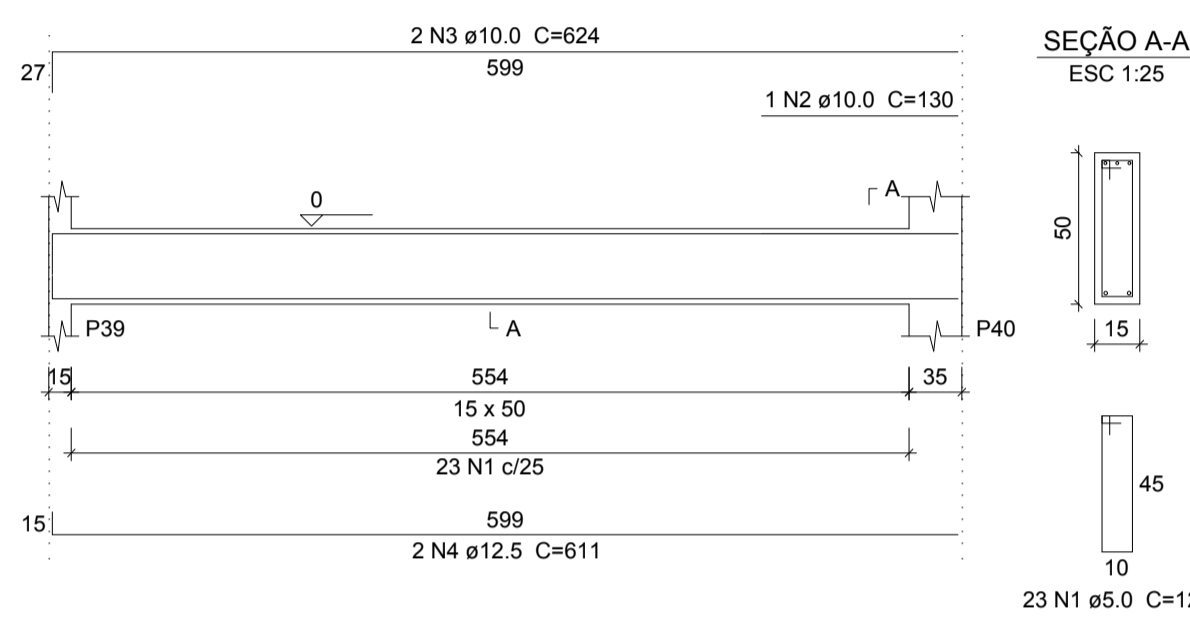 2 N3 ø10.0 C=624
599
27
1 N2 ø10.0 C=130
SEÇÃO A-A
ESC 1:25
0
A
50
15
P39
A
P40
15
554
35
15 x 50
554
23 N1 c/25
15
599
2 N4 ø12.5 C=611
45
10
23 N1 ø5.0